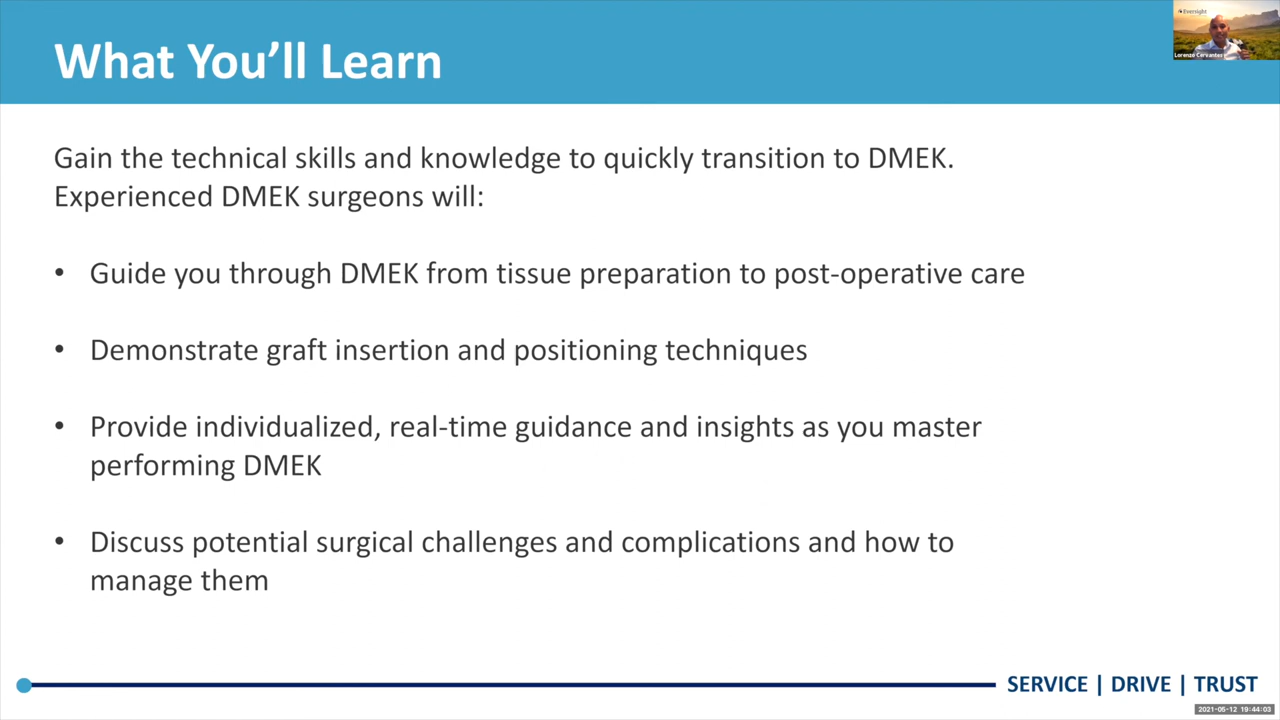 What You'll Learn
Eversight
Lorenzo Cervantes
Gain the technical skills and knowledge to quickly transition to DMEK.
Experienced DMEK surgeons will:
• Guide you through DMEK from tissue preparation to post-operative care
• Demonstrate graft insertion and positioning techniques
• Provide individualized, real-time guidance and insights as you master
performing DMEK
• Discuss potential surgical challenges and complications and how to
manage them
SERVICE | DRIVE | TRUST
2021-05-12 19:44:03